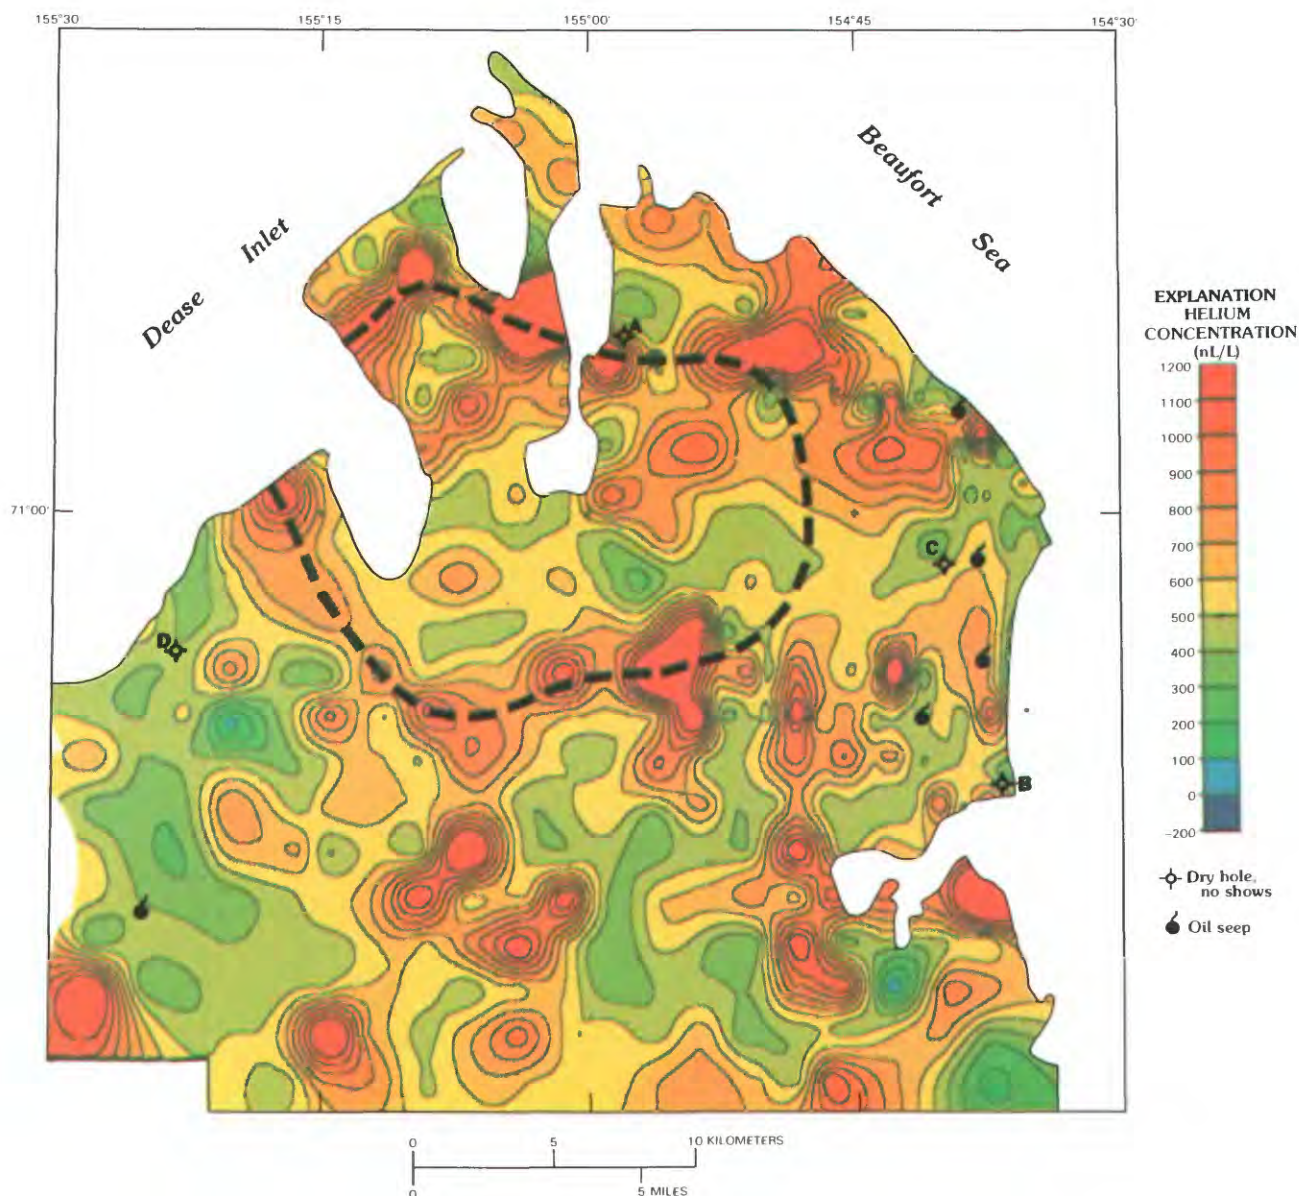 155°30'
155°15'
155°00'
154°45'
154°30'
Beaufort
Sea
Inlet
Dease
A
71°00'
C
D
B
EXPLANATION
HELIUM
CONCENTRATION
(nL/L)
1200
1100
1000
900
800
700
600
500
400
300
200
100
0
-200
Dry hole,
no shows
Oil seep
0 5 10 KILOMETERS
0 5 MILES